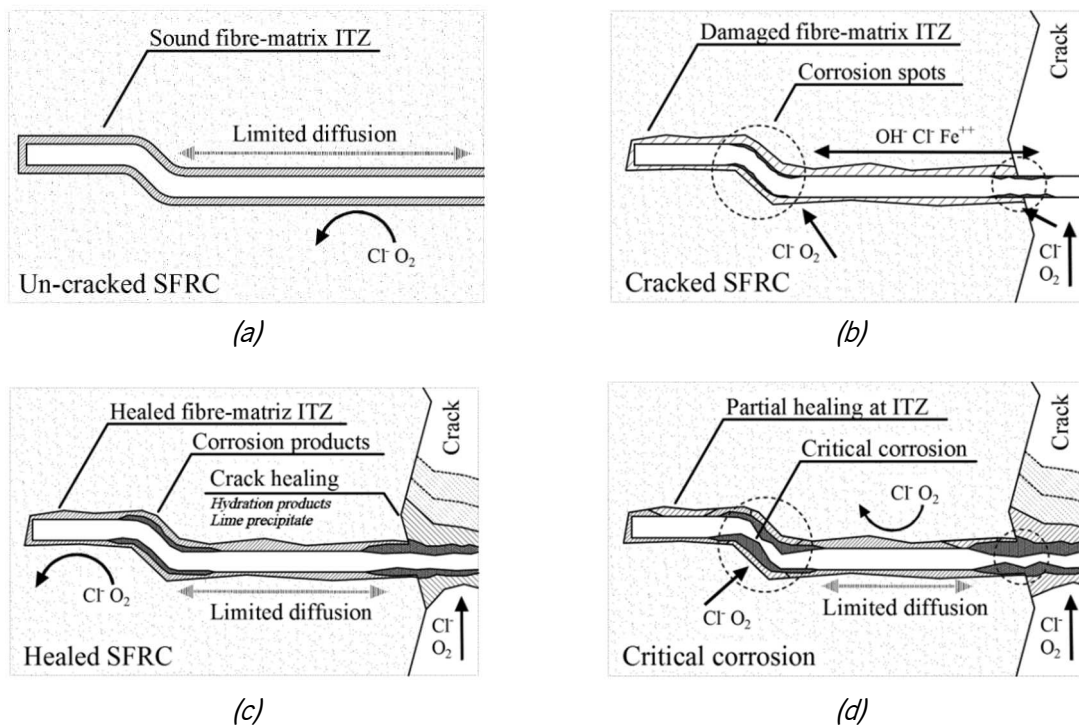 Sound fibre-matrix ITZ
Limited diffusion
Cl⁻ O₂
Un-cracked SFRC
(a)
Damaged fibre-matrix ITZ
Corrosion spots
Crack
OH⁻ Cl⁻ Fe⁺⁺
Cl⁻ O₂
Cl⁻
O₂
Cracked SFRC
(b)
Healed fibre-matriz ITZ
Corrosion products
Crack healing
Hydration products
Lime precipitate
Crack
Cl⁻ O₂
Limited diffusion
Cl⁻
O₂
Healed SFRC
(c)
Partial healing at ITZ
Critical corrosion
Crack
Cl⁻ O₂
Cl⁻ O₂
Limited diffusion
Cl⁻
O₂
Critical corrosion
(d)